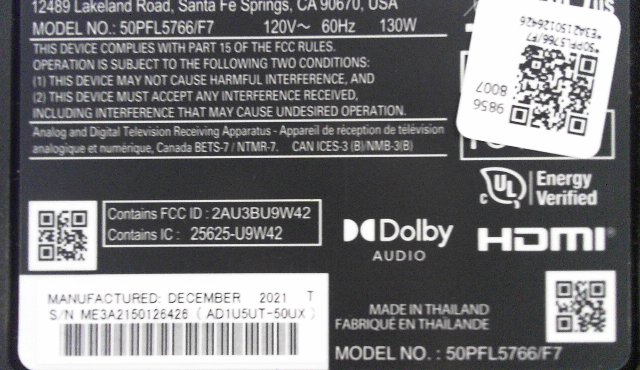 12489 Lakeland Road, Santa Fe Springs, CA 90670, USA
MODEL NO.: 50PFL5766/F7 120V~ 60Hz 130W
THIS DEVICE COMPLIES WITH PART 15 OF THE FCC RULES.
OPERATION IS SUBJECT TO THE FOLLOWING TWO CONDITIONS:
(1) THIS DEVICE MAY NOT CAUSE HARMFUL INTERFERENCE, AND
(2) THIS DEVICE MUST ACCEPT ANY INTERFERENCE RECEIVED,
INCLUDING INTERFERENCE THAT MAY CAUSE UNDESIRED OPERATION.
Analog and Digital Television Receiving Apparatus - Appareil de réception de télévision
analogique et numérique, Canada BETS-7 / NTMR-7. CAN ICES-3 (B)/NMB-3(B)
*E3A2150126426
*50PFL5766/F7
9856
8007
c UL Energy
Verified
Contains FCC ID : 2AU3BU9W42
Contains IC : 25625-U9W42
Dolby
AUDIO
HDMI
MANUFACTURED: DECEMBER 2021 T
S/N ME3A2150126426 ( AD1U5UT-50UX )
MADE IN THAILAND
FABRIQUÉ EN THAÏLANDE
MODEL NO. : 50PFL5766/F7